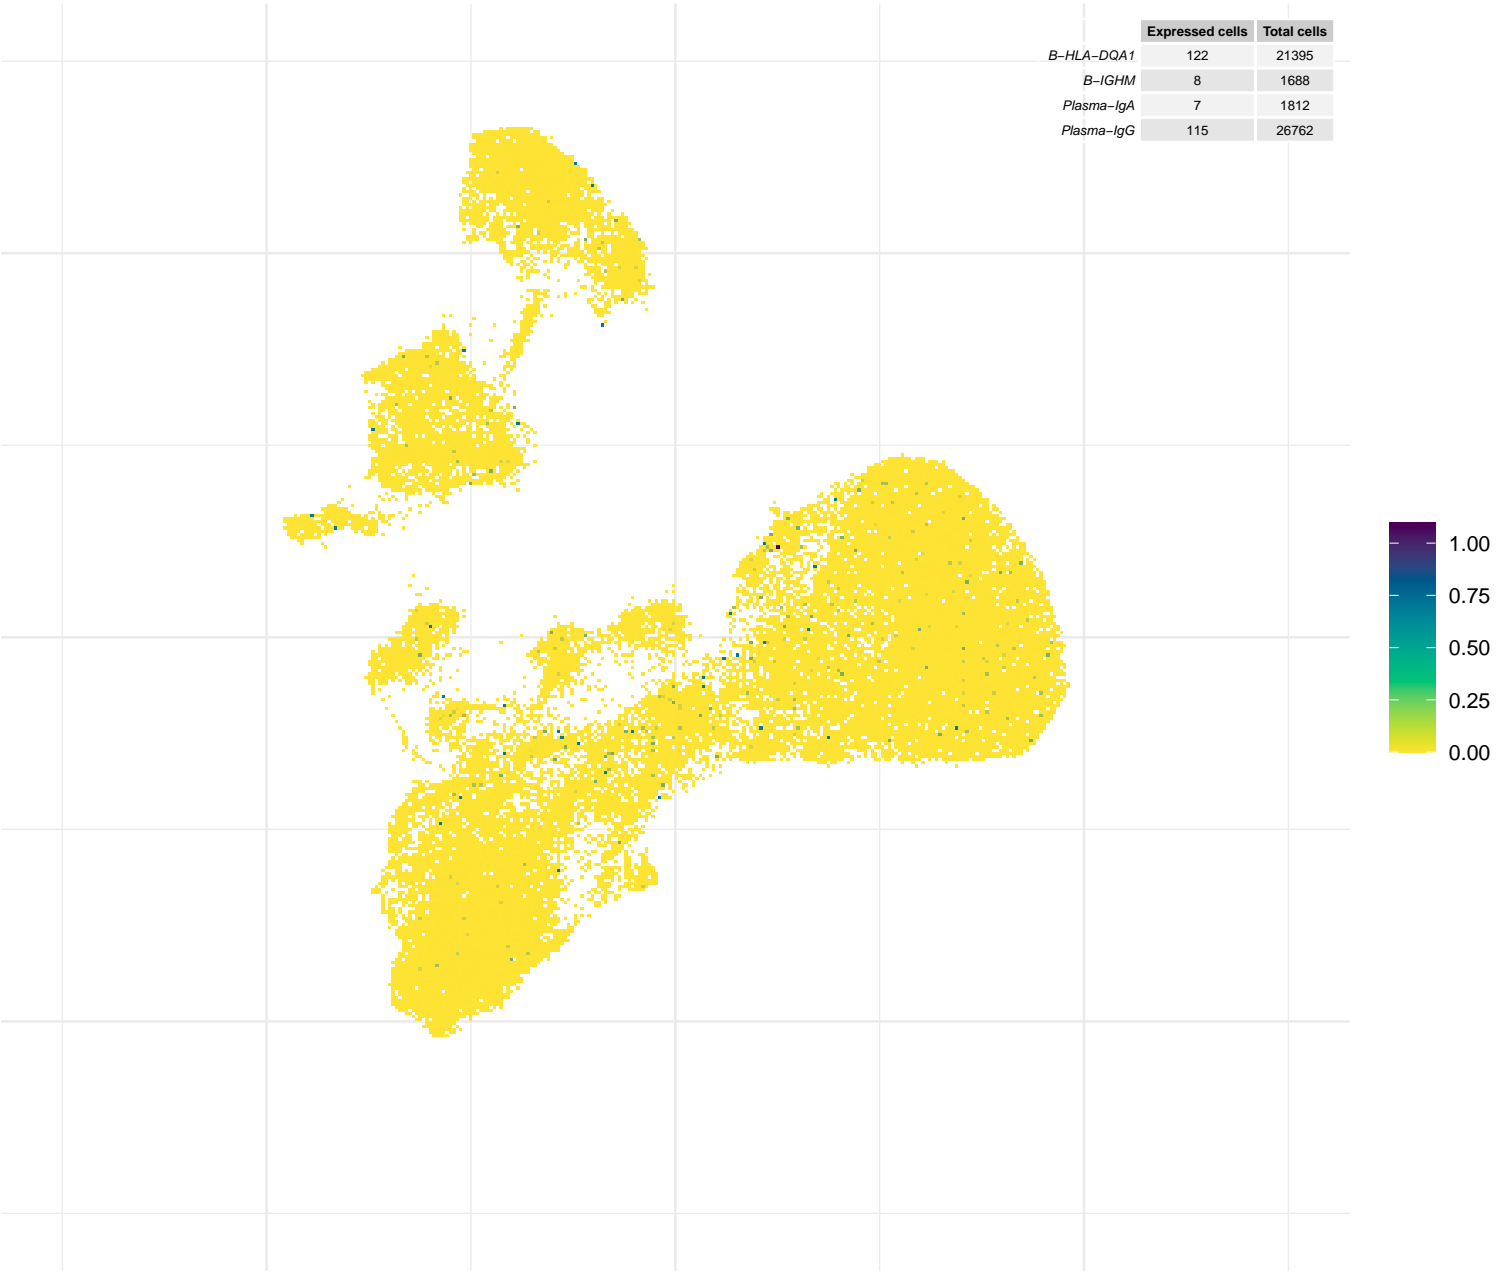 Expressed cells Total cells
B−HLA−DQA1 122 21395
B−IGHM 8 1688
Plasma−IgA 7 1812
Plasma−IgG 115 26762
1.00
0.75
0.50
0.25
0.00